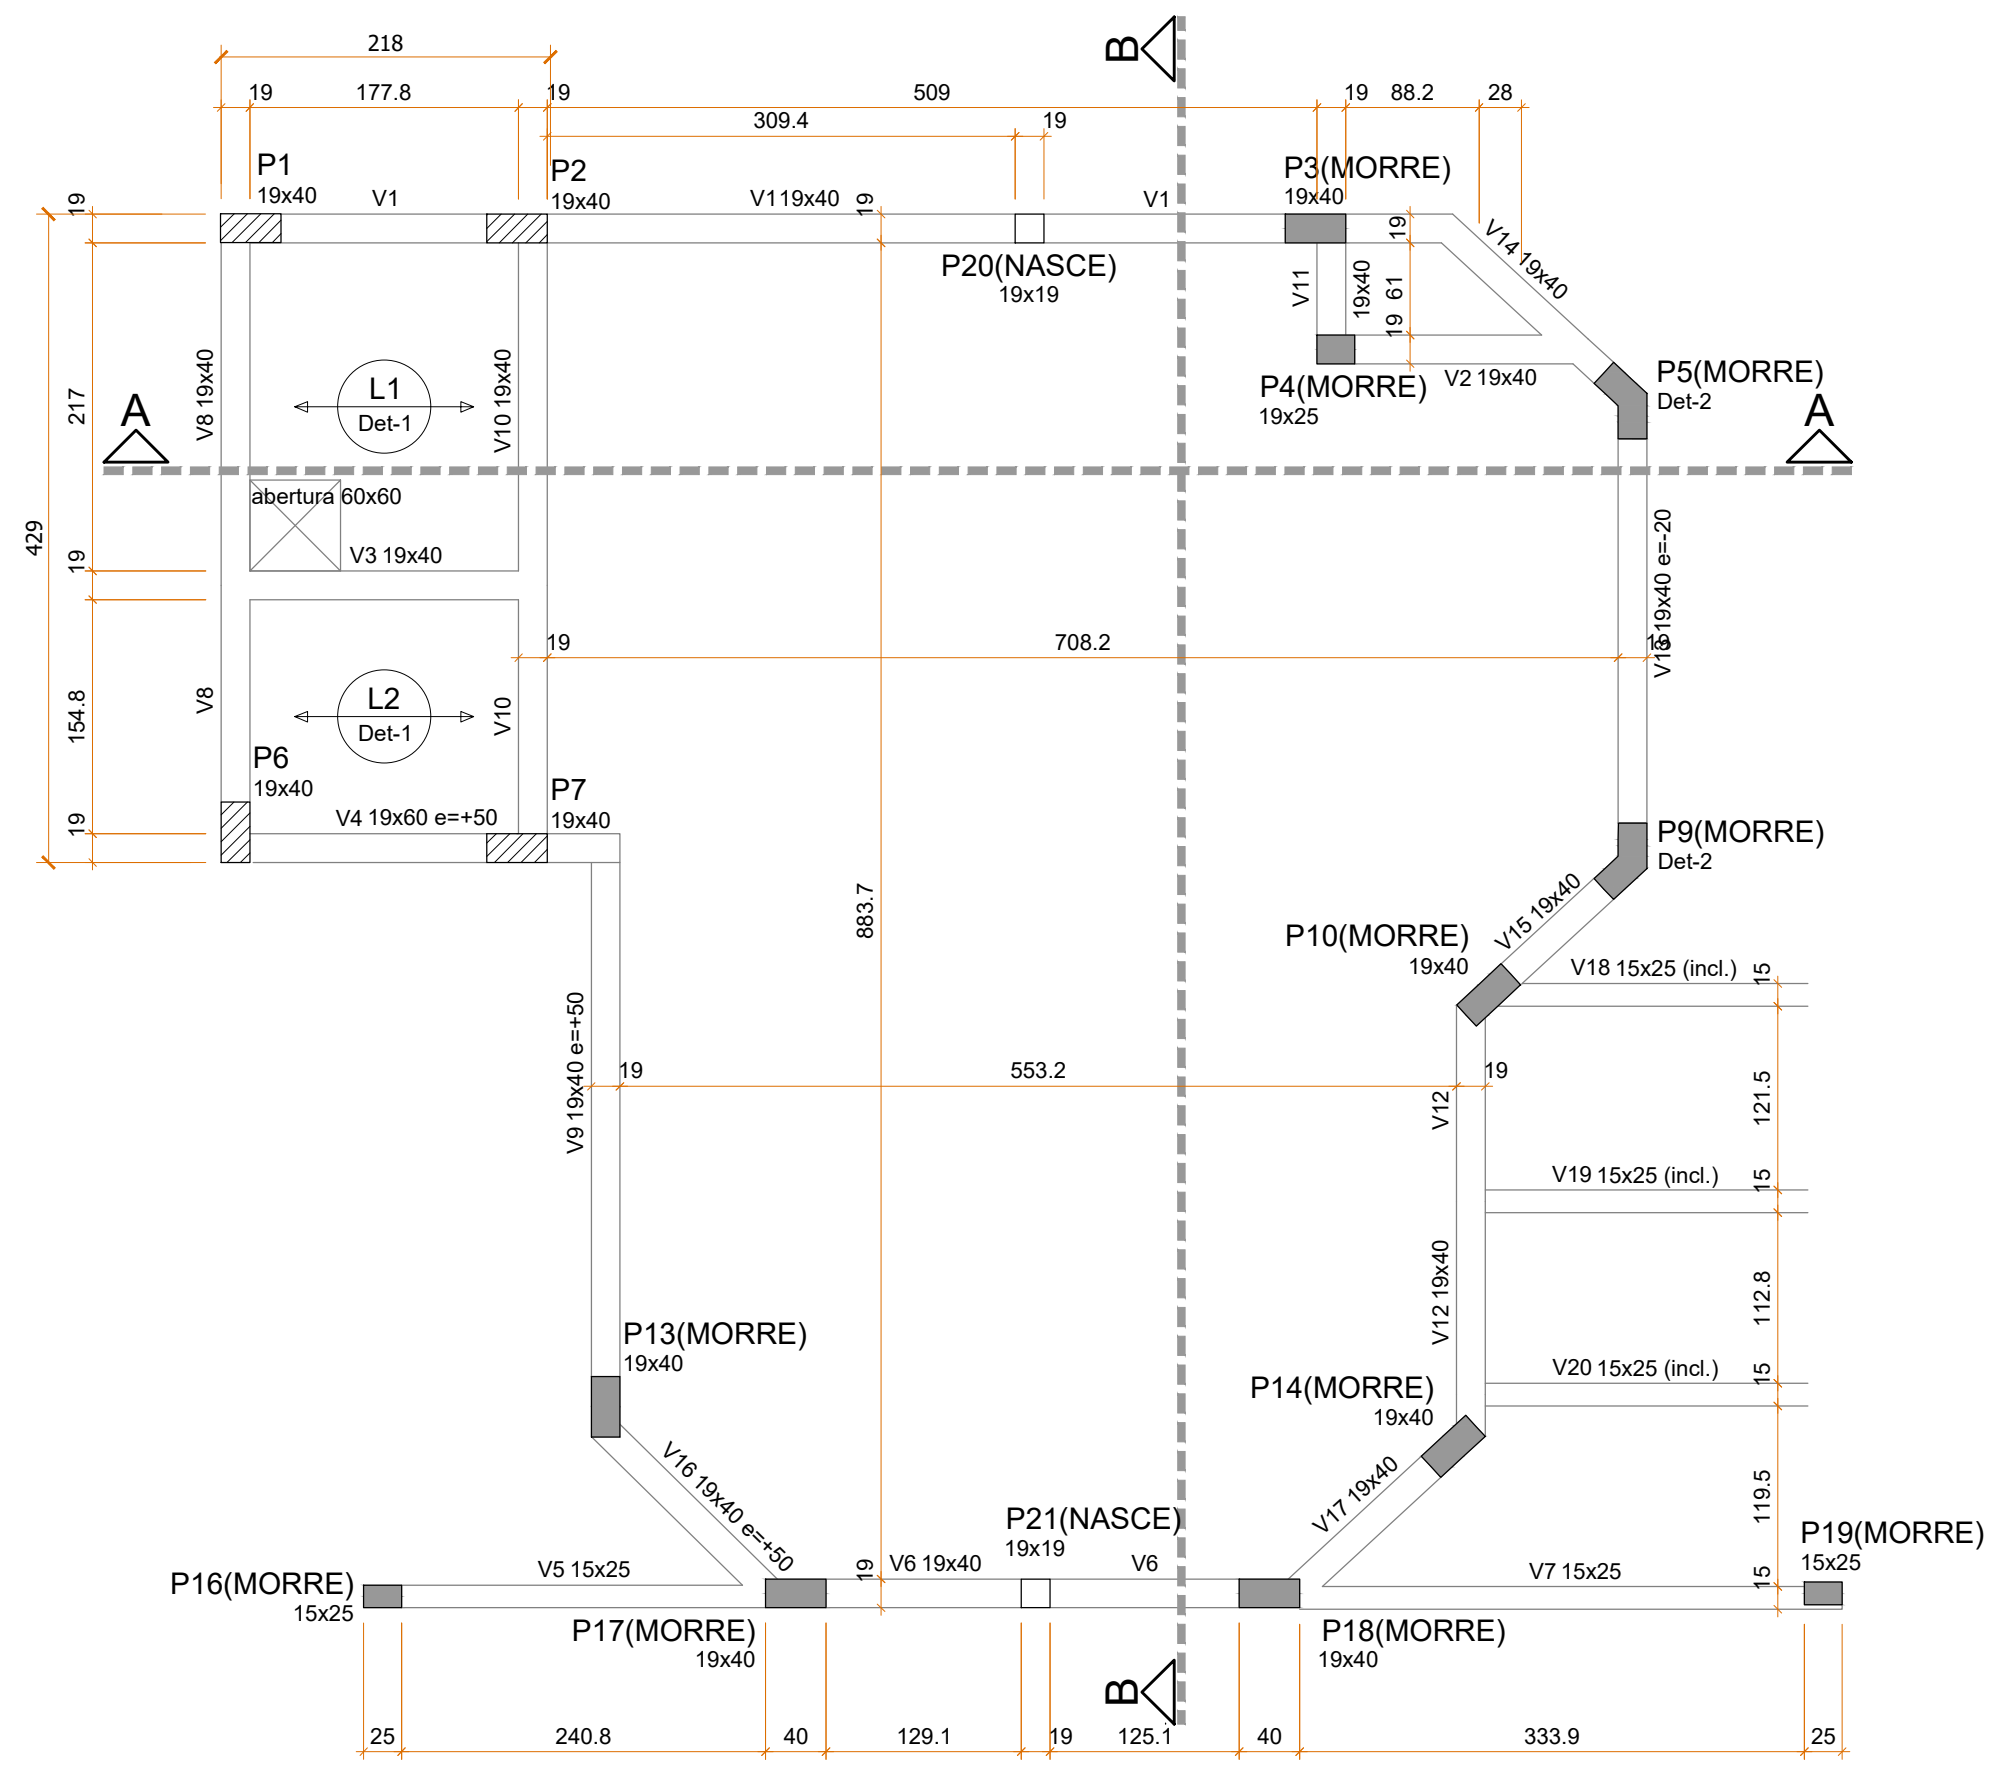 218
B
19
177.8
19
509
19
88.2
28
309.4
19
P1
19x40
V1
P2
19x40
V1 19x40
19
V1
P3(MORRE)
19x40
19
P20(NASCE)
19x19
V11
19x40
19
61
19
V14 19x40
P4(MORRE)
19x25
V2 19x40
P5(MORRE)
Det-2
429
217
A
V8 19x40
L1
Det-1
V10 19x40
A
abertura 60x60
19
V3 19x40
V13 19x40 e=-20
19
708.2
19
154.8
V8
L2
Det-1
V10
P6
19x40
P7
19x40
19
V4 19x60 e=+50
P9(MORRE)
Det-2
883.7
V15 19x40
P10(MORRE)
19x40
V18 15x25 (incl.)
15
V9 19x40 e=+50
19
553.2
19
V12
121.5
V19 15x25 (incl.)
15
V12 19x40
112.8
P13(MORRE)
19x40
V20 15x25 (incl.)
15
P14(MORRE)
19x40
V16 19x40 e=+50
V17 19x40
119.5
P21(NASCE)
19x19
P19(MORRE)
15x25
P16(MORRE)
15x25
V5 15x25
19
V6 19x40
V6
V7 15x25
15
P17(MORRE)
19x40
P18(MORRE)
19x40
B
25
240.8
40
129.1
19
125.1
40
333.9
25